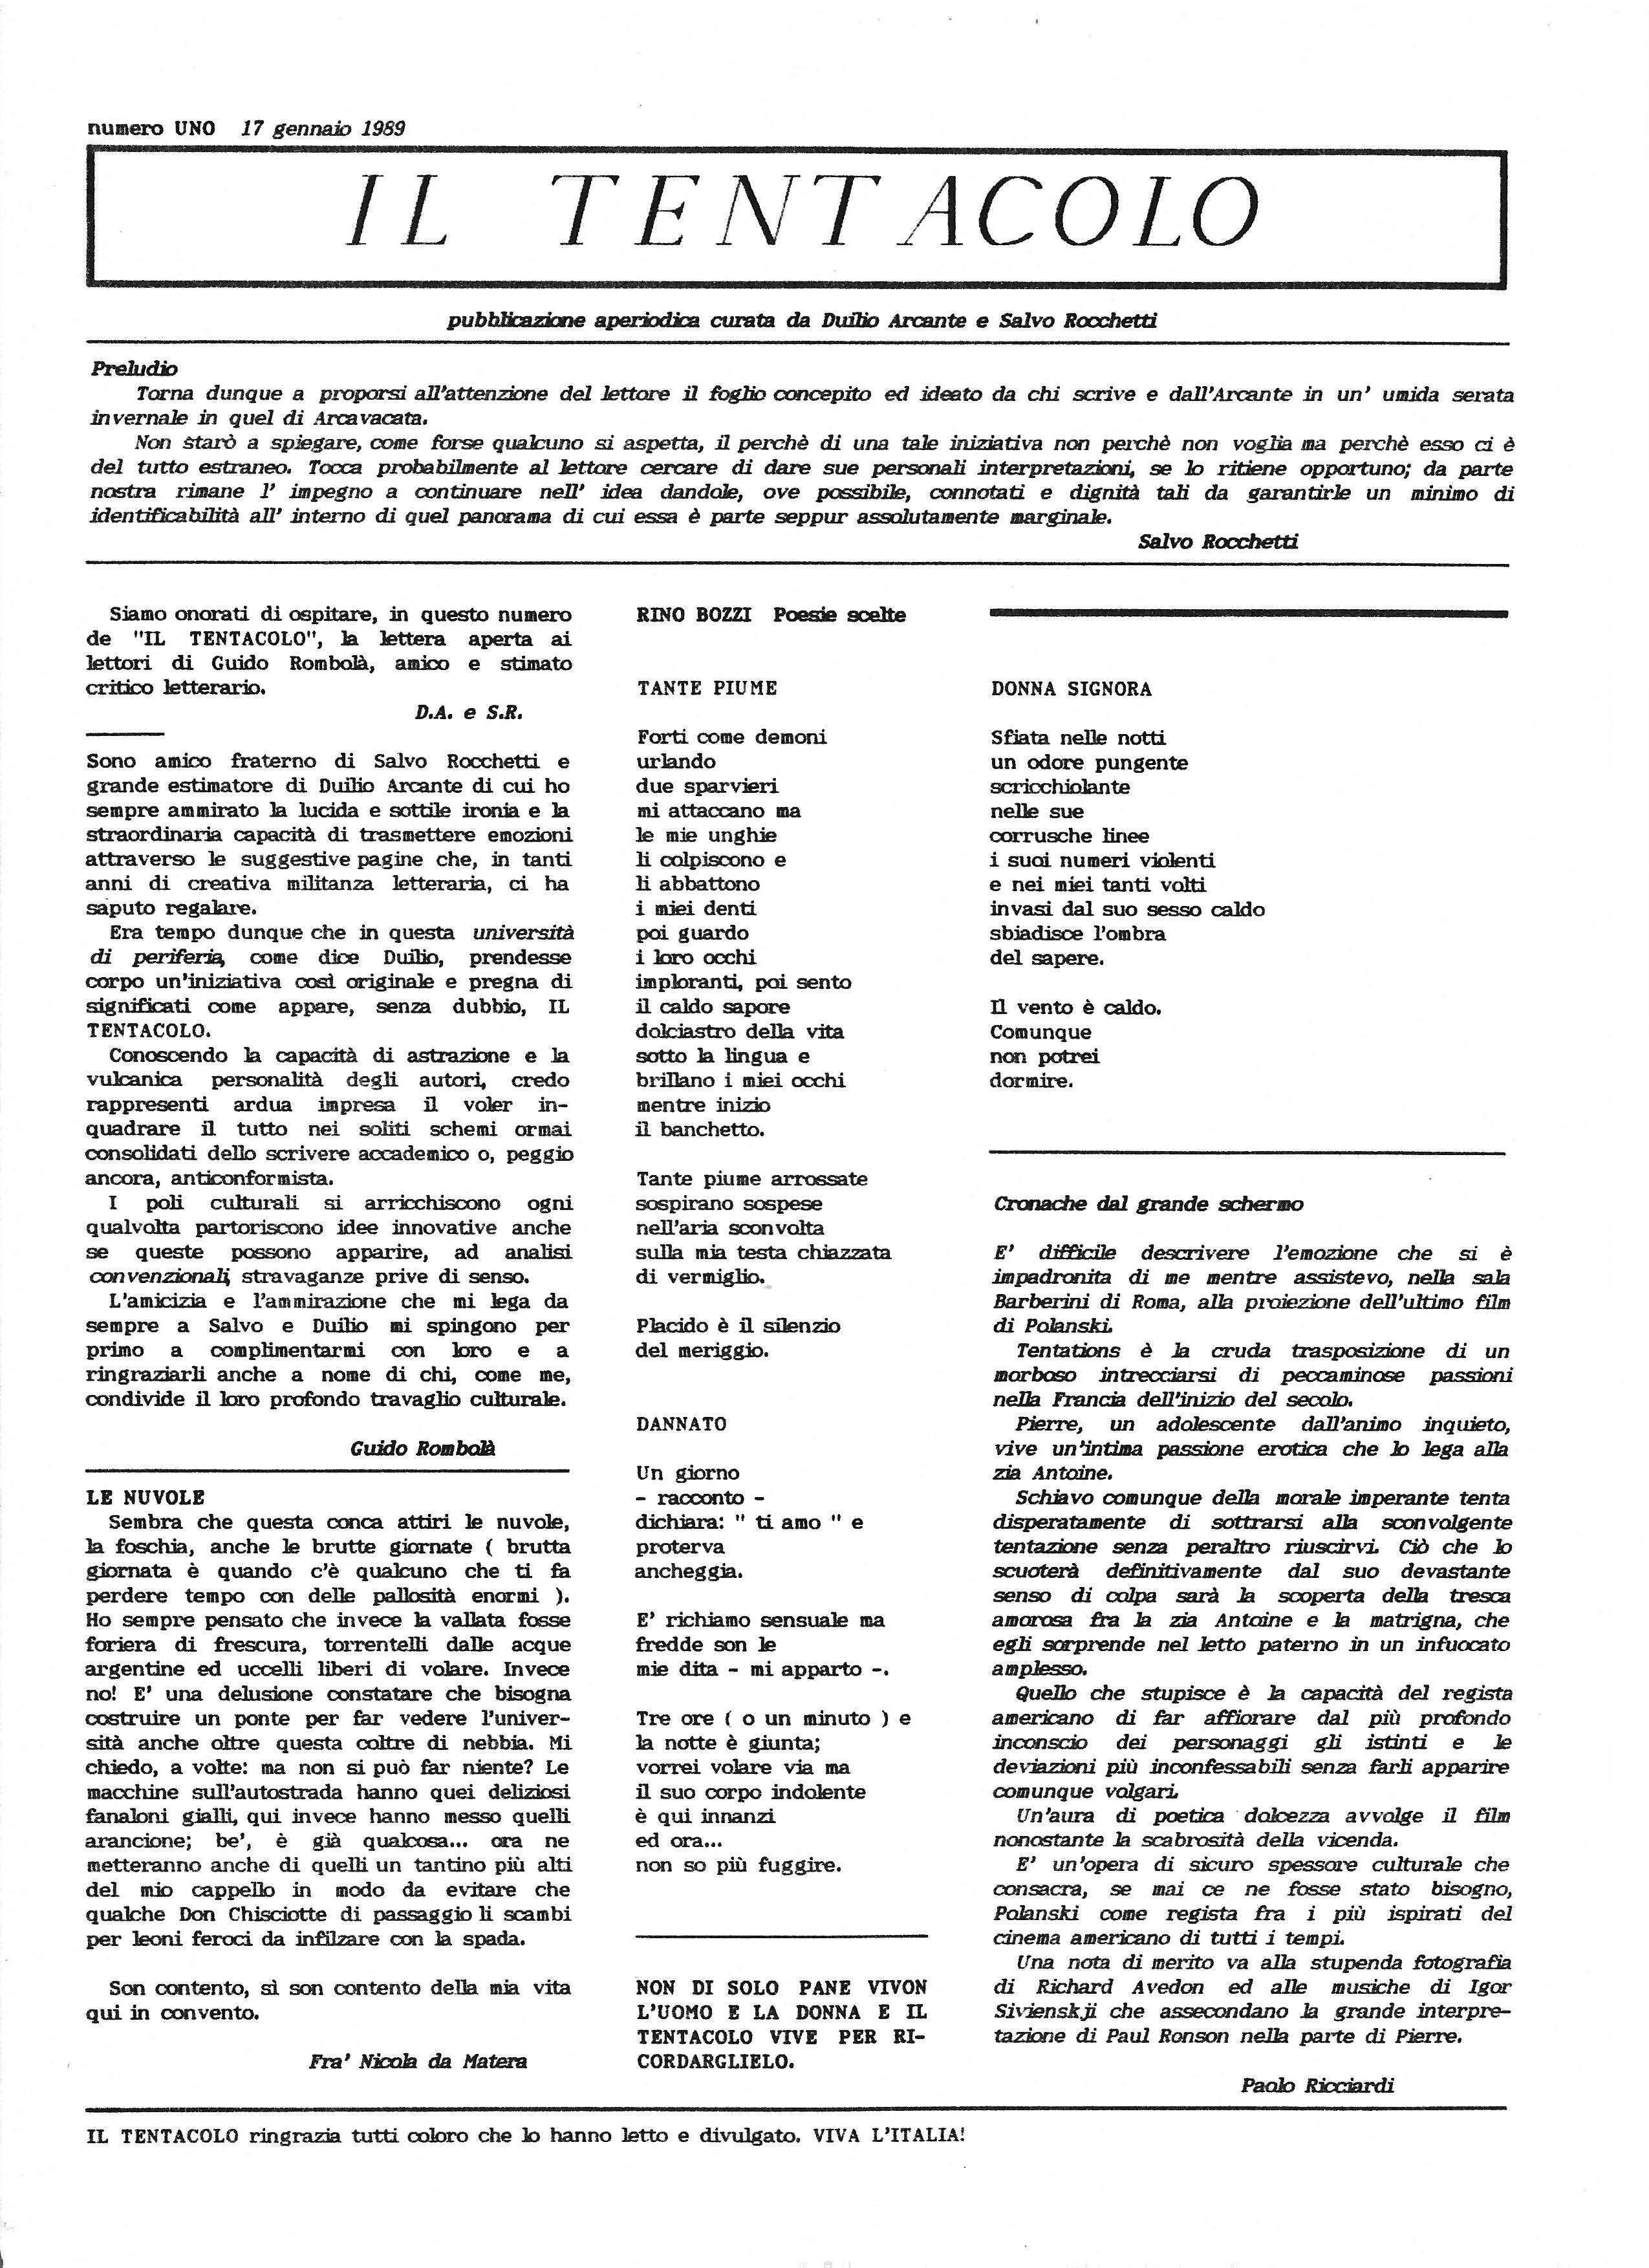 numero UNO 17 gennaio 1989
IL TENTACOLO
pubblicazione aperiodica curata da Duilio Arcante e Salvo Rocchetti
Preludio
Torna dunque a proporsi all'attenzione del lettore il foglio concepito ed ideato da chi scrive e dall'Arcante in un' umida serata
invernale in quel di Arcavacata.
Non starò a spiegare, come forse qualcuno si aspetta, il perchè di una tale iniziativa non perchè non voglia ma perchè esso ci è
del tutto estraneo. Tocca probabilmente al lettore cercare di dare sue personali interpretazioni, se lo ritiene opportuno; da parte
nostra rimane l' impegno a continuare nell' idea dandole, ove possibile, connotati e dignità tali da garantirle un minimo di
identificabilità all' interno di quel panorama di cui essa è parte seppur assolutamente marginale.
Salvo Rocchetti
Siamo onorati di ospitare, in questo numero
de "IL TENTACOLO", la lettera aperta ai
lettori di Guido Rombolà, amico e stimato
critico letterario.
D.A. e S.R.
Sono amico fraterno di Salvo Rocchetti e
grande estimatore di Duilio Arcante di cui ho
sempre ammirato la lucida e sottile ironia e la
straordinaria capacità di trasmettere emozioni
attraverso le suggestive pagine che, in tanti
anni di creativa militanza letteraria, ci ha
saputo regalare.
Era tempo dunque che in questa università
di periferia, come dice Duilio, prendesse
corpo un'iniziativa così originale e pregna di
significati come appare, senza dubbio, IL
TENTACOLO.
Conoscendo la capacità di astrazione e la
vulcanica personalità degli autori, credo
rappresenti ardua impresa il voler in-
quadrare il tutto nei soliti schemi ormai
consolidati dello scrivere accademico o, peggio
ancora, anticonformista.
I poli culturali si arricchiscono ogni
qualvolta partoriscono idee innovative anche
se queste possono apparire, ad analisi
convenzionali, stravaganze prive di senso.
L'amicizia e l'ammirazione che mi lega da
sempre a Salvo e Duilio mi spingono per
primo a complimentarmi con loro e a
ringraziarli anche a nome di chi, come me,
condivide il loro profondo travaglio culturale.
Guido Rombolà
LE NUVOLE
Sembra che questa conca attiri le nuvole,
la foschia, anche le brutte giornate ( brutta
giornata è quando c'è qualcuno che ti fa
perdere tempo con delle pallosità enormi ).
Ho sempre pensato che invece la vallata fosse
foriera di frescura, torrentelli dalle acque
argentine ed uccelli liberi di volare. Invece
no! E' una delusione constatare che bisogna
costruire un ponte per far vedere l'univer-
sità anche oltre questa coltre di nebbia. Mi
chiedo, a volte: ma non si può far niente? Le
macchine sull'autostrada hanno quei deliziosi
fanaloni gialli, qui invece hanno messo quelli
arancione; be', è già qualcosa... ora ne
metteranno anche di quelli un tantino più alti
del mio cappello in modo da evitare che
qualche Don Chisciotte di passaggio li scambi
per leoni feroci da infilzare con la spada.
Son contento, sì son contento della mia vita
qui in convento.
Fra' Nicola da Matera
RINO BOZZI Poesie scelte
TANTE PIUME
Forti come demoni
urlando
due sparvieri
mi attaccano ma
le mie unghie
li colpiscono e
li abbattono
i miei denti
poi guardo
i loro occhi
imploranti, poi sento
il caldo sapore
dolciastro della vita
sotto la lingua e
brillano i miei occhi
mentre inizio
il banchetto.
Tante piume arrossate
sospirano sospese
nell'aria sconvolta
sulla mia testa chiazzata
di vermiglio.
Placido è il silenzio
del meriggio.
DANNATO
Un giorno
- racconto -
dichiara: " ti amo " e
proterva
ancheggia.
E' richiamo sensuale ma
fredde son le
mie dita - mi apparto -.
Tre ore ( o un minuto ) e
la notte è giunta;
vorrei volare via ma
il suo corpo indolente
è qui innanzi
ed ora...
non so più fuggire.
NON DI SOLO PANE VIVON
L'UOMO E LA DONNA E IL
TENTACOLO VIVE PER RI-
CORDARGLIELO.
DONNA SIGNORA
Sfiata nelle notti
un odore pungente
scricchiolante
nelle sue
corrusche linee
i suoi numeri violenti
e nei miei tanti volti
invasi dal suo sesso caldo
sbiadisce l'ombra
del sapere.
Il vento è caldo.
Comunque
non potrei
dormire.
Cronache dal grande schermo
E' difficile descrivere l'emozione che si è
impadronita di me mentre assistevo, nella sala
Barberini di Roma, alla proiezione dell'ultimo film
di Polanski.
Tentations è la cruda trasposizione di un
morboso intrecciarsi di peccaminose passioni
nella Francia dell'inizio del secolo.
Pierre, un adolescente dall'animo inquieto,
vive un'intima passione erotica che lo lega alla
zia Antoine.
Schiavo comunque della morale imperante tenta
disperatamente di sottrarsi alla sconvolgente
tentazione senza peraltro riuscirvi. Ciò che lo
scuoterà definitivamente dal suo devastante
senso di colpa sarà la scoperta della tresca
amorosa fra la zia Antoine e la matrigna, che
egli sorprende nel letto paterno in un infuocato
amplesso.
Quello che stupisce è la capacità del regista
americano di far affiorare dal più profondo
inconscio dei personaggi gli istinti e le
deviazioni più inconfessabili senza farli apparire
comunque volgari.
Un'aura di poetica dolcezza avvolge il film
nonostante la scabrosità della vicenda.
E' un'opera di sicuro spessore culturale che
consacra, se mai ce ne fosse stato bisogno,
Polanski come regista fra i più ispirati del
cinema americano di tutti i tempi.
Una nota di merito va alla stupenda fotografia
di Richard Avedon ed alle musiche di Igor
Sivienskji che assecondano la grande interpre-
tazione di Paul Ronson nella parte di Pierre.
Paolo Ricciardi
IL TENTACOLO ringrazia tutti coloro che lo hanno letto e divulgato. VIVA L'ITALIA!